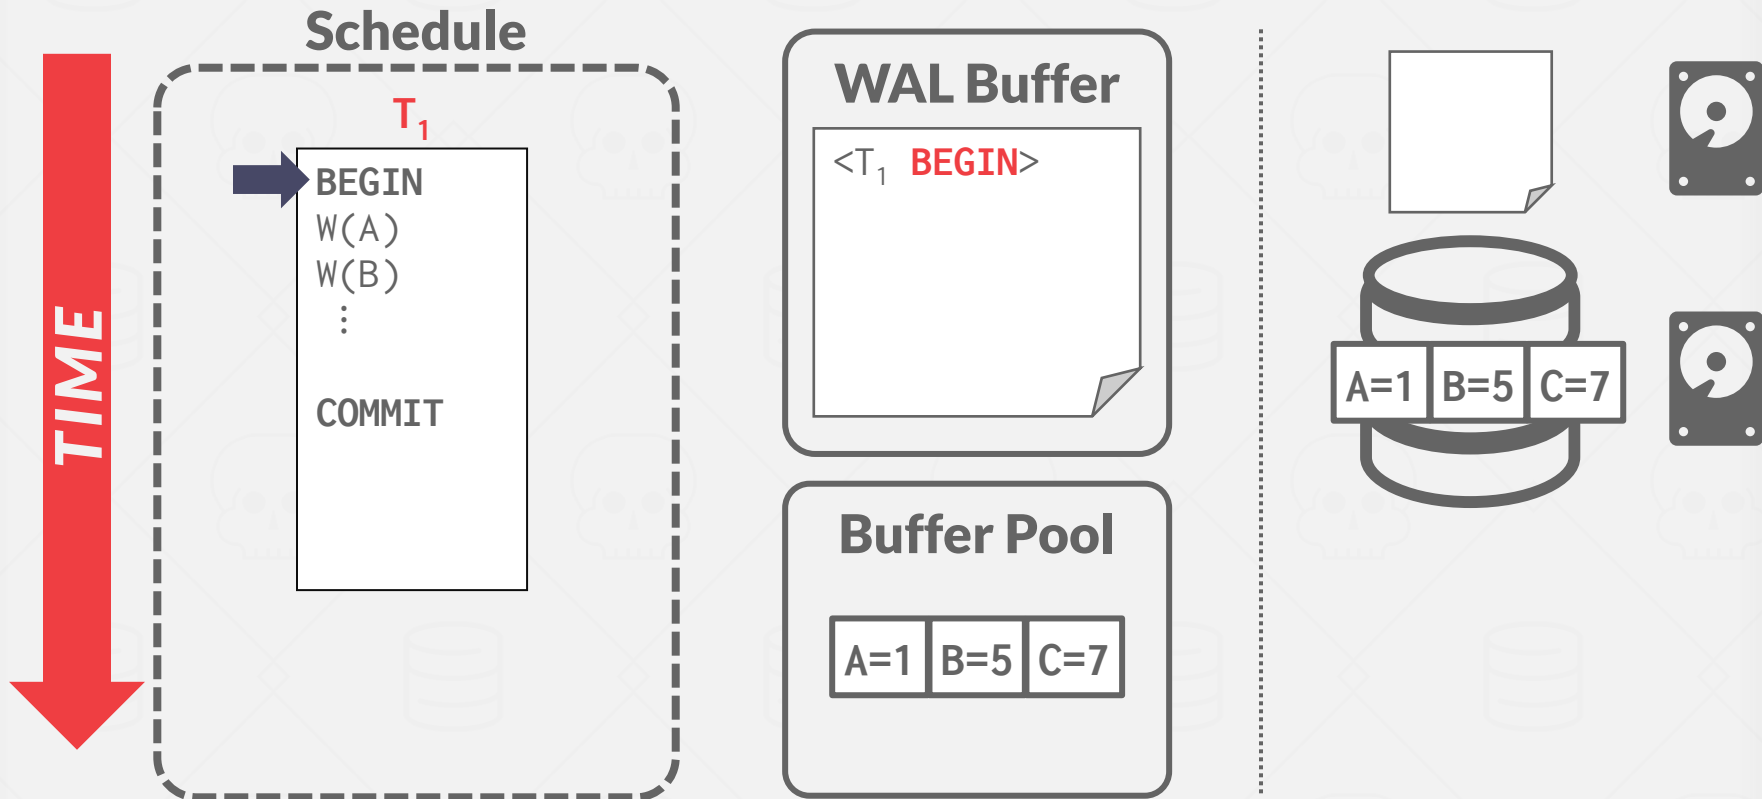 Schedule
TIME
T1
BEGIN
W(A)
W(B)
⋮
COMMIT
WAL Buffer
<T1 BEGIN>
Buffer Pool
A=1 B=5 C=7
A=1 B=5 C=7